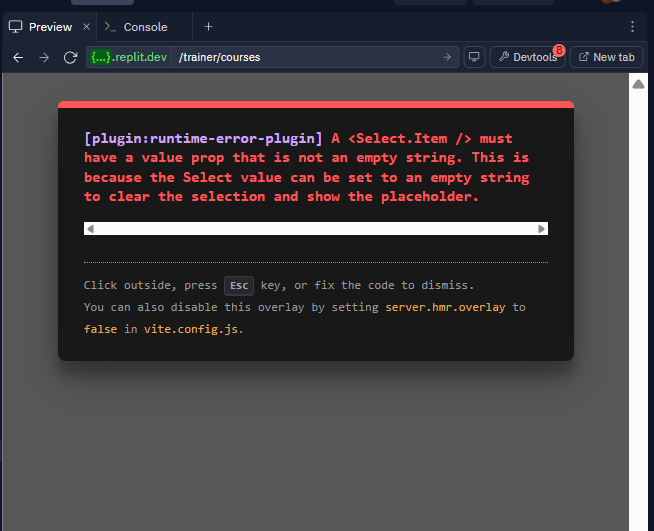 Preview × >_ Console +
{...}.replit.dev /trainer/courses Devtools 8 New tab
[plugin:runtime-error-plugin] A <Select.Item /> must
have a value prop that is not an empty string. This is
because the Select value can be set to an empty string
to clear the selection and show the placeholder.
Click outside, press Esc key, or fix the code to dismiss.
You can also disable this overlay by setting server.hmr.overlay to
false in vite.config.js.